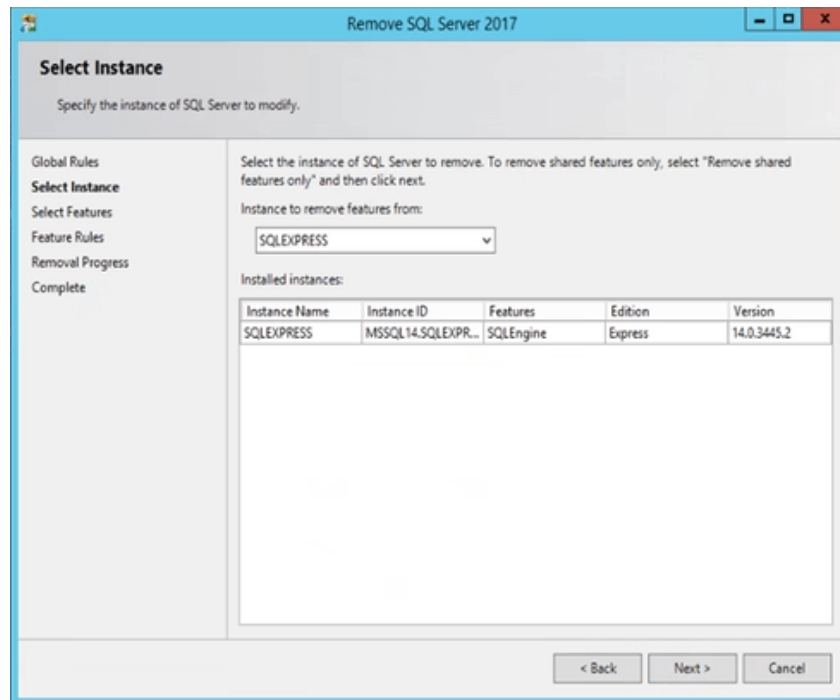 Remove SQL Server 2017
Select Instance
Specify the instance of SQL Server to modify.
Global Rules
Select Instance
Select Features
Feature Rules
Removal Progress
Complete
Select the instance of SQL Server to remove. To remove shared features only, select "Remove shared
features only" and then click next.
Instance to remove features from:
SQLEXPRESS
Installed instances:
Instance Name Instance ID Features Edition Version
SQLEXPRESS MSSQL14.SQLEXPR... SQLEngine Express 14.0.3445.2
< Back Next > Cancel